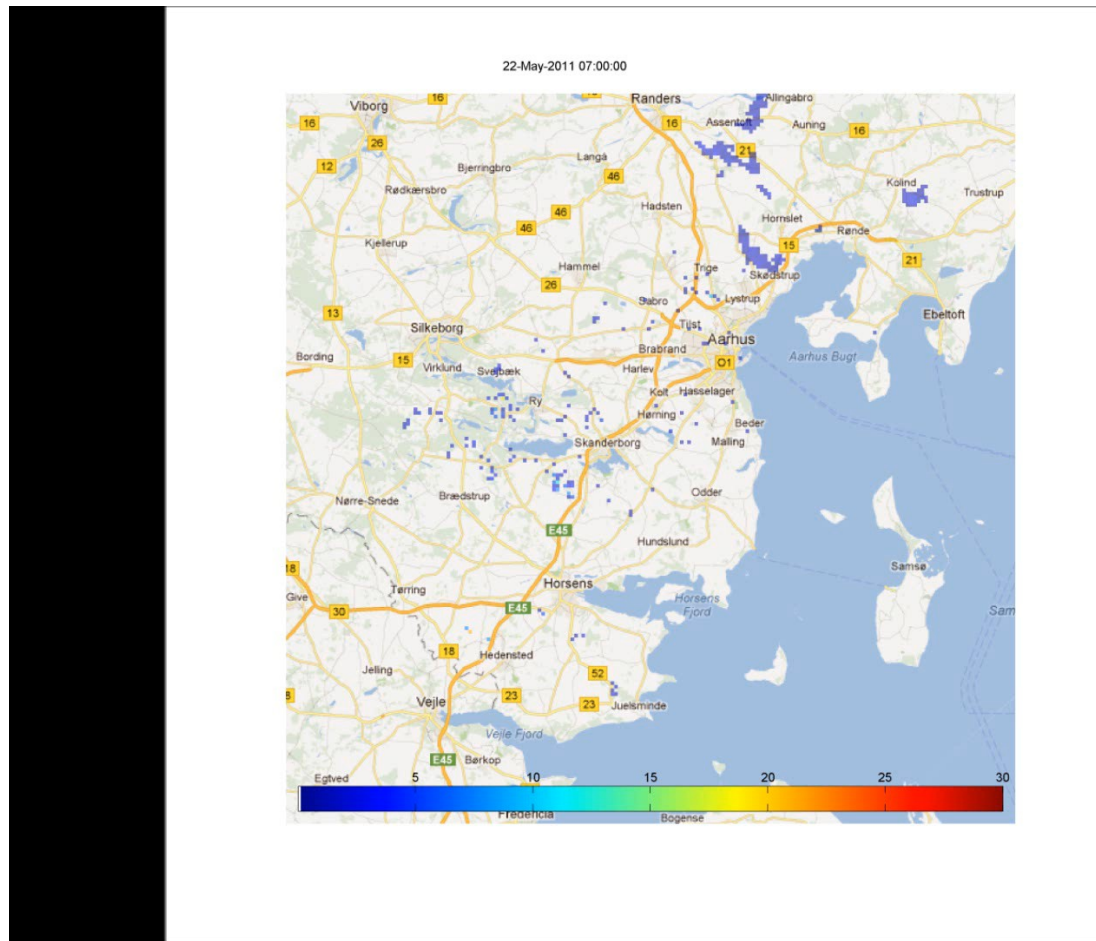 22-May-2011 07:00:00
Viborg
16
Randers
Allingabro
16
16
Assentoft
Auning
16
26
21
12
Bjerringbro
Langå
46
Kolind
Trustrup
Rødkærsbro
Hadsten
46
Hornslet
46
Rønde
Kjellerup
15
21
Hammel
Trige
Skødstrup
26
Sabro
Lystrup
13
Silkeborg
Tilst
Ebeltoft
Aarhus
Bording
15
Brabrand
Aarhus Bugt
Virklund
Svejbæk
Harlev
O1
Ry
Kolt
Hasselager
Hørning
Beder
Skanderborg
Malling
Nørre-Snede
Brædstrup
Odder
E45
Hundslund
18
Samsø
Give
Tørring
Horsens
30
E45
Horsens
Fjord
Sam
18
Hedensted
Jelling
52
8
Vejle
23
23
Juelsminde
Vejle Fjord
E45
Børkop
Egtved
5
10
15
20
25
30
Fredericia
Bogense